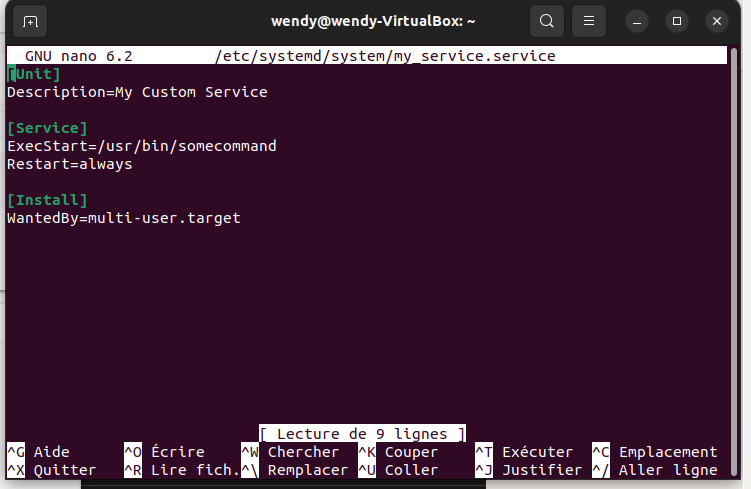 wendy@wendy-VirtualBox: ~
GNU nano 6.2 /etc/systemd/system/my_service.service
[Unit]
Description=My Custom Service
[Service]
ExecStart=/usr/bin/somecommand
Restart=always
[Install]
WantedBy=multi-user.target
[ Lecture de 9 lignes ]
^G Aide ^O Écrire ^W Chercher ^K Couper ^T Exécuter ^C Emplacement
^X Quitter ^R Lire fich. ^\ Remplacer ^U Coller ^J Justifier ^/ Aller ligne